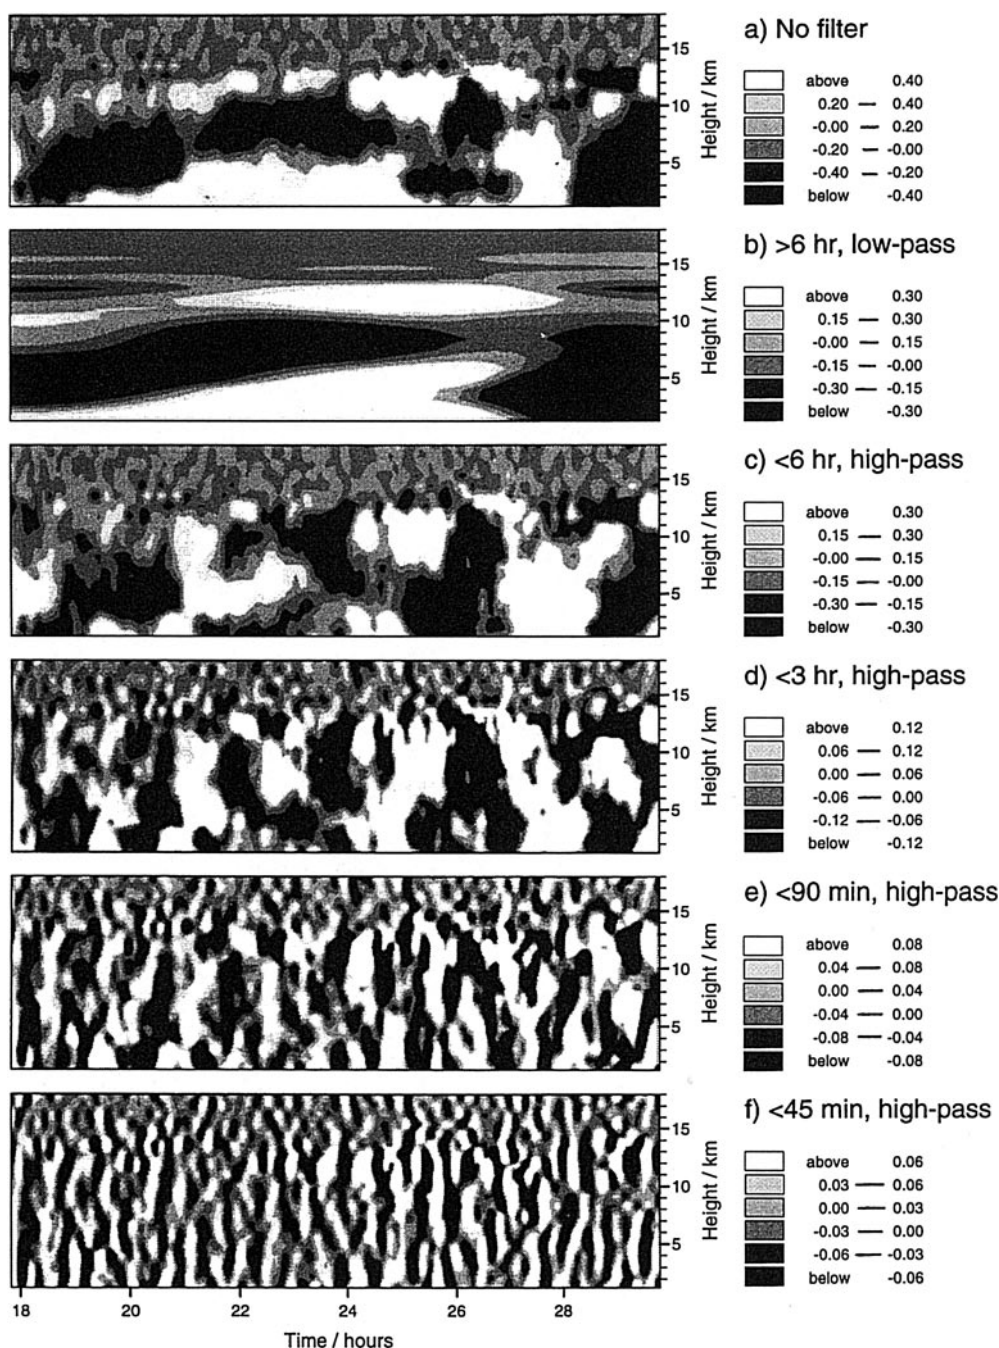 a) No filter
above 0.40
0.20 — 0.40
-0.00 — 0.20
-0.20 — -0.00
-0.40 — -0.20
below -0.40
15
10
5
Height / km
b) >6 hr, low-pass
above 0.30
0.15 — 0.30
-0.00 — 0.15
-0.15 — -0.00
-0.30 — -0.15
below -0.30
15
10
5
Height / km
c) <6 hr, high-pass
above 0.30
0.15 — 0.30
-0.00 — 0.15
-0.15 — -0.00
-0.30 — -0.15
below -0.30
15
10
5
Height / km
d) <3 hr, high-pass
above 0.12
0.06 — 0.12
0.00 — 0.06
-0.06 — 0.00
-0.12 — -0.06
below -0.12
15
10
5
Height / km
e) <90 min, high-pass
above 0.08
0.04 — 0.08
0.00 — 0.04
-0.04 — 0.00
-0.08 — -0.04
below -0.08
15
10
5
Height / km
f) <45 min, high-pass
above 0.06
0.03 — 0.06
0.00 — 0.03
-0.03 — 0.00
-0.06 — -0.03
below -0.06
15
10
5
Height / km
18 20 22 24 26 28
Time / hours